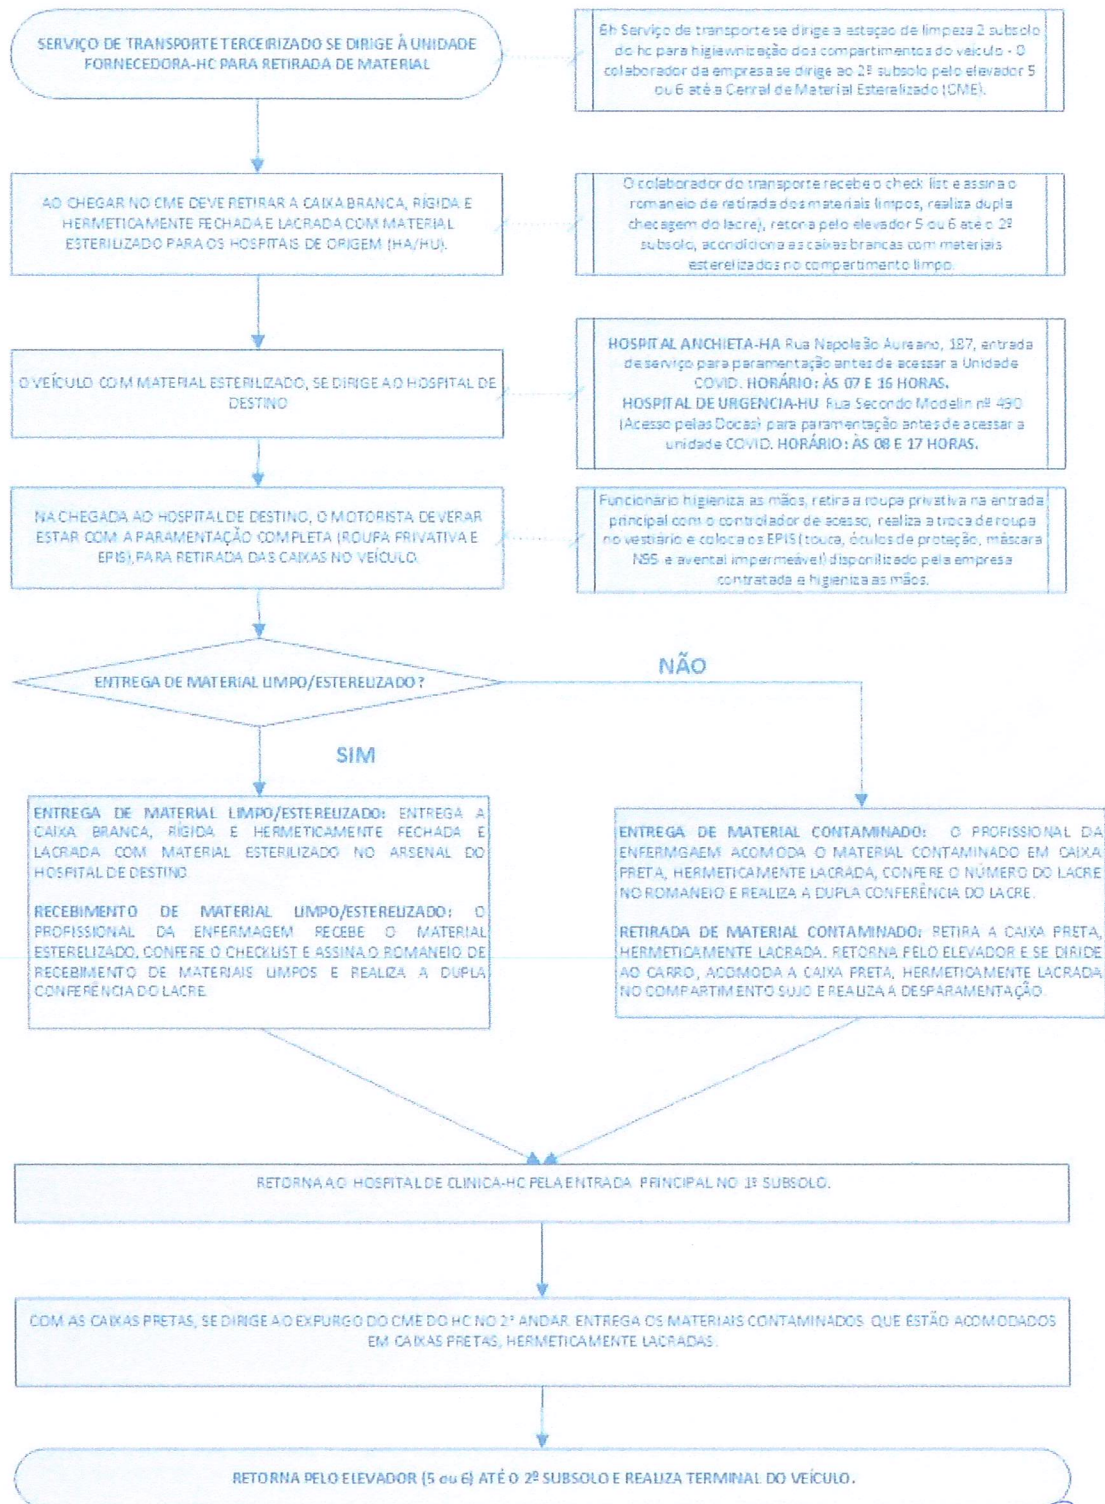 SERVIÇO DE TRANSPORTE TERCEIRIZADO SE DIRIGE À UNIDADE
FORNECEDORA-HC PARA RETIRADA DE MATERIAL
6h Serviço de transporte se dirige a estação de limpeza 2 subsolo
do hc para higiewnização dos compartimentos do veiculo - O
colaborador da empresa se dirige ao 2º subsolo pelo elevador 5
ou 6 até a Cenral de Material Esteralizado (CME).
AO CHEGAR NO CME DEVE RETIRAR A CAIXA BRANCA, RÍGIDA E
HERMETICAMENTE FECHADA E LACRADA COM MATERIAL
ESTERILIZADO PARA OS HOSPITAIS DE ORIGEM (HA/HU).
O colaborador do transporte recebe o check list e assina o
romaneio de retirada dos materiais limpos, realiza dupla
checagem do lacre), retorna pelo elevador 5 ou 6 até o 2º
subsolo, acondiciona as caixas brancas com materiais
esterelizados no compartimento limpo.
O VEÍCULO COM MATERIAL ESTERILIZADO, SE DIRIGE AO HOSPITAL DE
DESTINO
HOSPITAL ANCHIETA-HA Rua Napoleão Aureano, 187, entrada
de serviço para paramentação antes de acessar a Unidade
COVID. HORÁRIO: ÀS 07 E 16 HORAS.
HOSPITAL DE URGENCIA-HU Rua Secondo Modelin nº 490
(Acesso pelas Docas) para paramentação antes de acessar a
unidade COVID. HORÁRIO: ÀS 08 E 17 HORAS.
NA CHEGADA AO HOSPITAL DE DESTINO, O MOTORISTA DEVERAR
ESTAR COM A PARAMENTAÇÃO COMPLETA (ROUPA PRIVATIVA E
EPIS), PARA RETIRADA DAS CAIXAS NO VEÍCULO.
Funcionário higieniza as mãos, retira a roupa privativa na entrada
principal com o controlador de acesso, realiza a troca de roupa
no vestiário e coloca os EPIS (touca, óculos de proteção, máscara
N95 e avental impermeável) disponilizado pela empresa
contratada e higieniza as mãos.
ENTREGA DE MATERIAL LIMPO/ESTERELIZADO?
NÃO
SIM
ENTREGA DE MATERIAL LIMPO/ESTERELIZADO: ENTREGA A
CAIXA BRANCA, RÍGIDA E HERMETICAMENTE FECHADA E
LACRADA COM MATERIAL ESTERILIZADO NO ARSENAL DO
HOSPITAL DE DESTINO
RECEBIMENTO DE MATERIAL LIMPO/ESTERELIZADO: O
PROFISSIONAL DA ENFERMAGEM RECEBE O MATERIAL
ESTERELIZADO, CONFERE O CHECKLIST E ASSINA O ROMANEIO DE
RECEBIMENTO DE MATERIAIS LIMPOS E REALIZA A DUPLA
CONFERÊNCIA DO LACRE.
ENTREGA DE MATERIAL CONTAMINADO: O PROFISSIONAL DA
ENFERMGAEM ACOMODA O MATERIAL CONTAMINADO EM CAIXA
PRETA, HERMETICAMENTE LACRADA, CONFERE O NÚMERO DO LACRE
NO ROMANEIO E REALIZA A DUPLA CONFERÊNCIA DO LACRE.
RETIRADA DE MATERIAL CONTAMINADO: RETIRA A CAIXA PRETA,
HERMETICAMENTE LACRADA. RETORNA PELO ELEVADOR E SE DIRIDE
AO CARRO, ACOMODA A CAIXA PRETA, HERMETICAMENTE LACRADA
NO COMPARTIMENTO SUJO E REALIZA A DESPARAMENTAÇÃO.
RETORNA AO HOSPITAL DE CLINICA-HC PELA ENTRADA PRINCIPAL NO 1º SUBSOLO.
COM AS CAIXAS PRETAS, SE DIRIGE AO EXPURGO DO CME DO HC NO 2º ANDAR. ENTREGA OS MATERIAIS CONTAMINADOS QUE ESTÃO ACOMODADOS
EM CAIXAS PRETAS, HERMETICAMENTE LACRADAS.
RETORNA PELO ELEVADOR (5 ou 6) ATÉ O 2º SUBSOLO E REALIZA TERMINAL DO VEÍCULO.